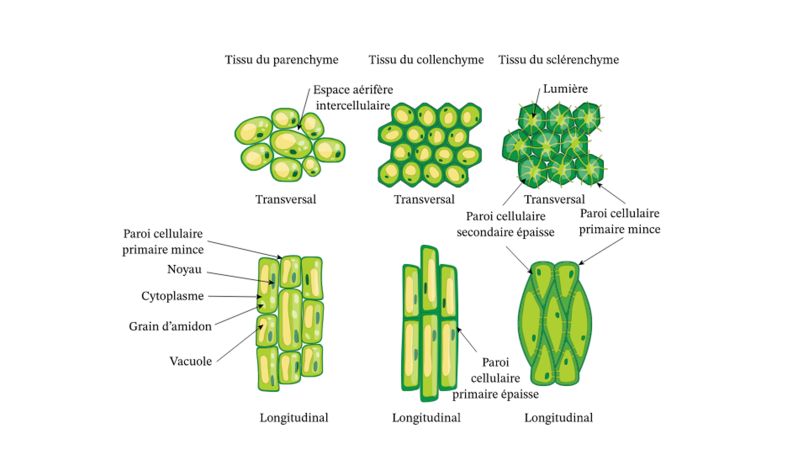 Tissu du parenchyme
Tissu du collenchyme
Tissu du sclérenchyme
Espace aérifère
intercellulaire
Lumière
Transversal
Transversal
Transversal
Paroi cellulaire
secondaire épaisse
Paroi cellulaire
primaire mince
Paroi cellulaire
primaire mince
Noyau
Cytoplasme
Grain d’amidon
Vacuole
Paroi
cellulaire
primaire épaisse
Longitudinal
Longitudinal
Longitudinal